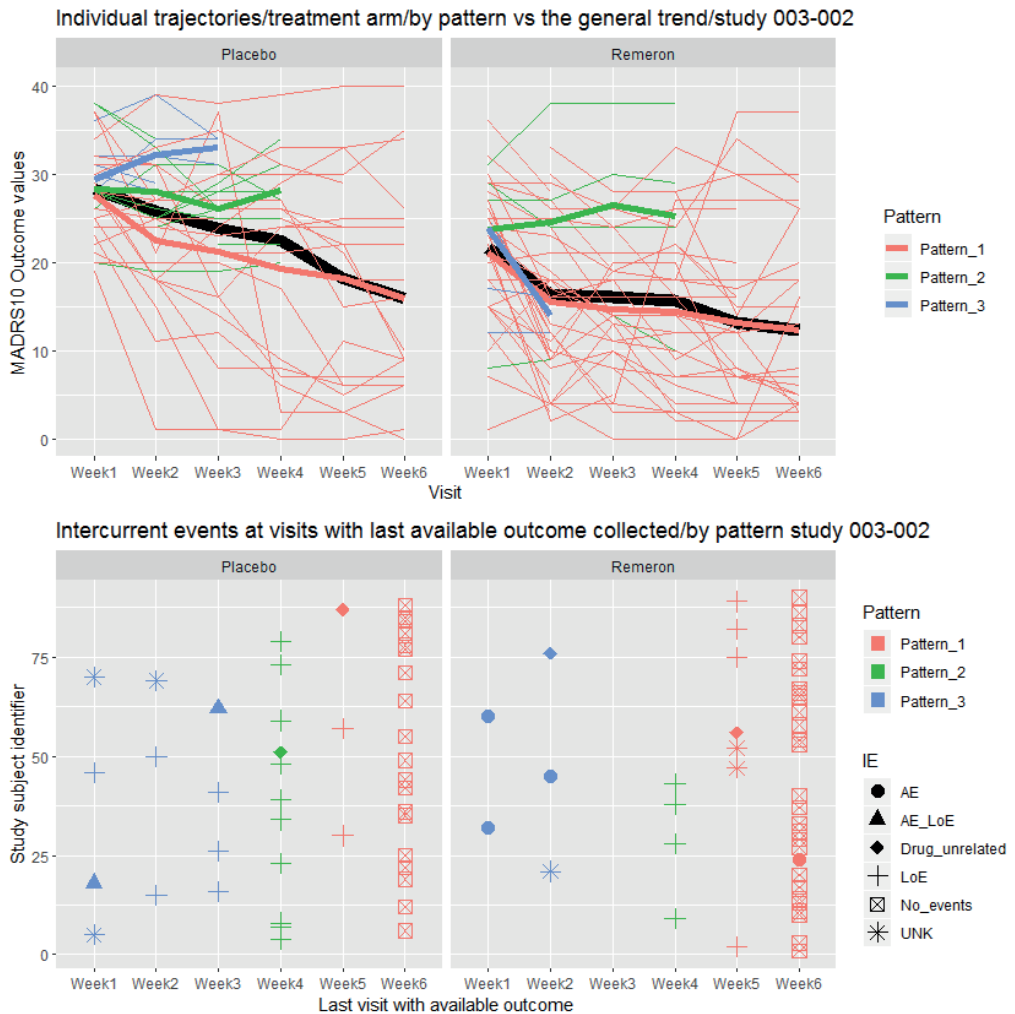 Individual trajectories/treatment arm/by pattern vs the general trend/study 003-002
Placebo
Remeron
40
30
20
10
0
MADRS10 Outcome values
Week1 Week2 Week3 Week4 Week5 Week6
Week1 Week2 Week3 Week4 Week5 Week6
Visit
Pattern
Pattern_1
Pattern_2
Pattern_3
Intercurrent events at visits with last available outcome collected/by pattern study 003-002
Placebo
Remeron
75
50
25
0
Study subject identifier
Week1 Week2 Week3 Week4 Week5 Week6
Week1 Week2 Week3 Week4 Week5 Week6
Last visit with available outcome
Pattern
Pattern_1
Pattern_2
Pattern_3
IE
AE
AE_LoE
Drug_unrelated
LoE
No_events
UNK